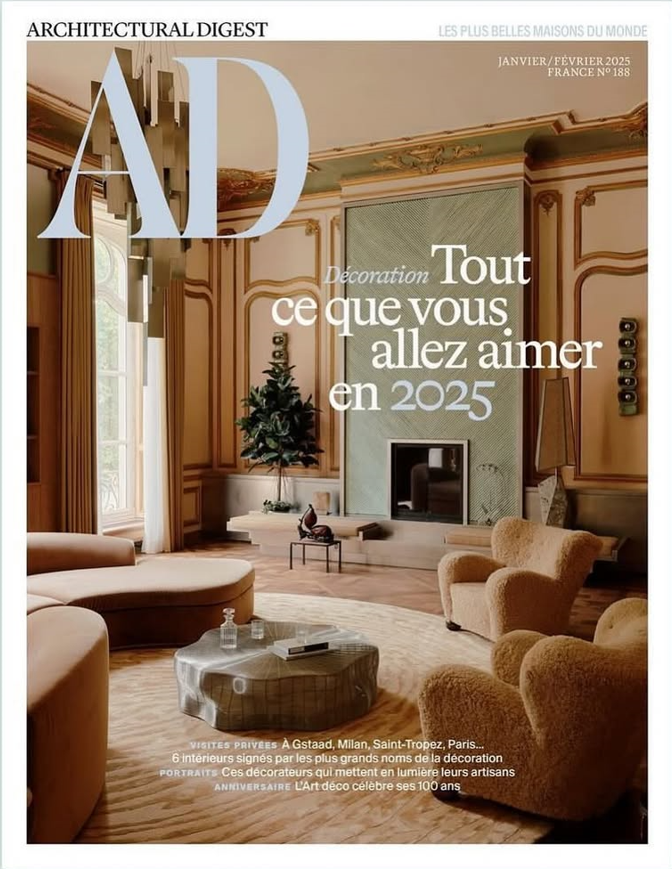 ARCHITECTURAL DIGEST
LES PLUS BELLES MAISONS DU MONDE
AD
JANVIER/FÉVRIER 2025
FRANCE Nº 188
Décoration Tout
ce que vous
allez aimer
en 2025
VISITES PRIVÉES À Gstaad, Milan, Saint-Tropez, Paris...
6 intérieurs signés par les plus grands noms de la décoration
PORTRAITS Ces décorateurs qui mettent en lumière leurs artisans
ANNIVERSAIRE L'Art déco célèbre ses 100 ans